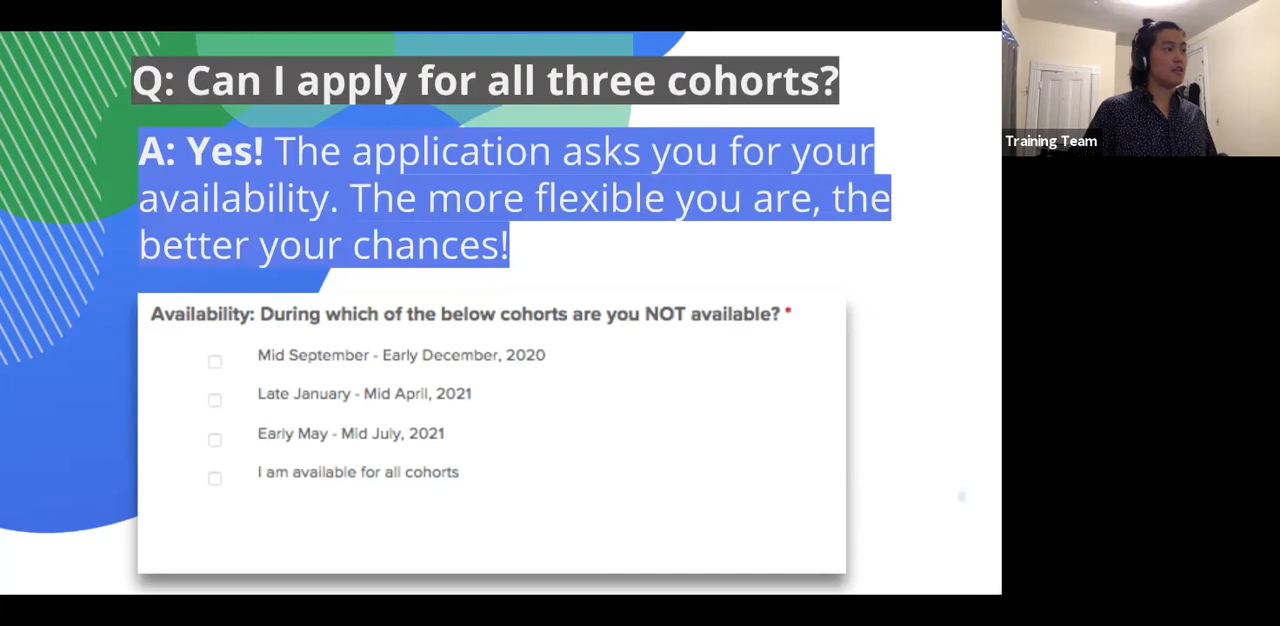 Q: Can I apply for all three cohorts?
A: Yes! The application asks you for your
availability. The more flexible you are, the
better your chances!
Availability: During which of the below cohorts are you NOT available? *
Mid September - Early December, 2020
Late January - Mid April, 2021
Early May - Mid July, 2021
I am available for all cohorts
Training Team